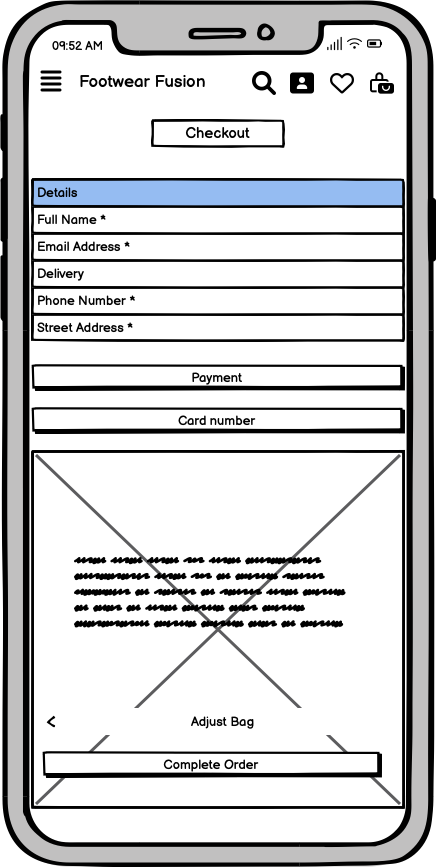 09:52 AM
Footwear Fusion
Checkout
Details
Full Name *
Email Address *
Delivery
Phone Number *
Street Address *
Payment
Card number
< Adjust Bag
Complete Order